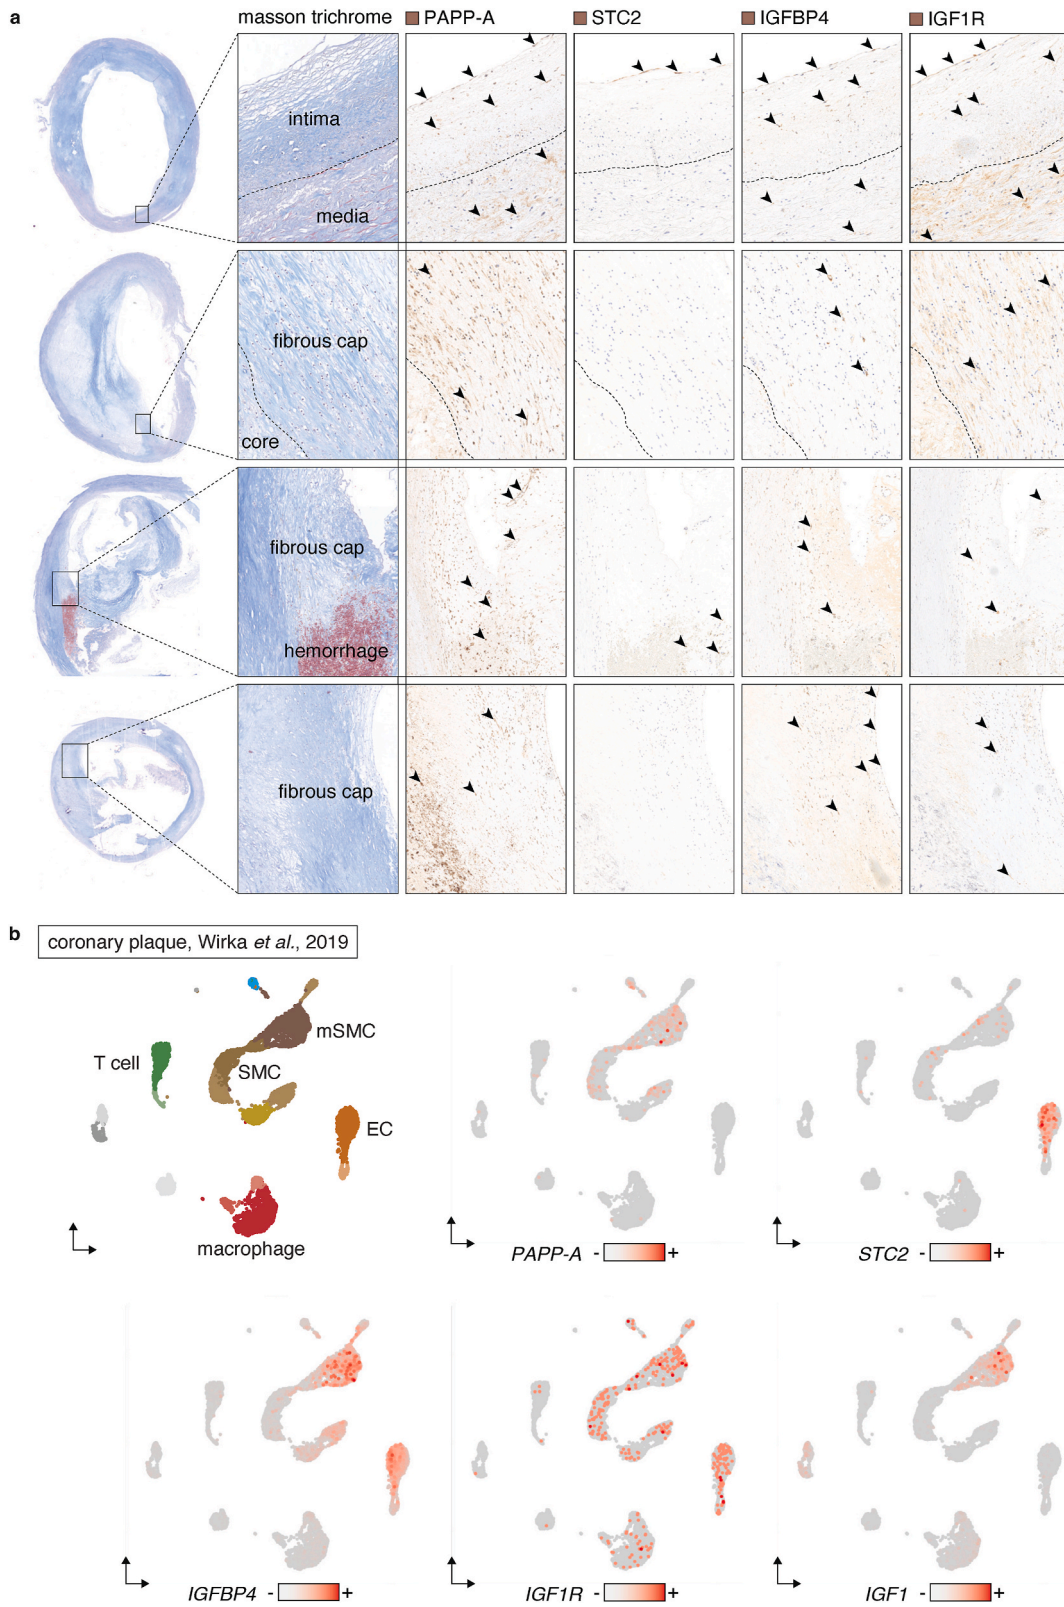 a
masson trichrome
PAPP-A
STC2
IGFBP4
IGF1R
intima
media
fibrous cap
core
fibrous cap
hemorrhage
fibrous cap
b
coronary plaque, Wirka et al., 2019
T cell
SMC
mSMC
EC
macrophage
PAPP-A - +
STC2 - +
IGFBP4 - +
IGF1R - +
IGF1 - +